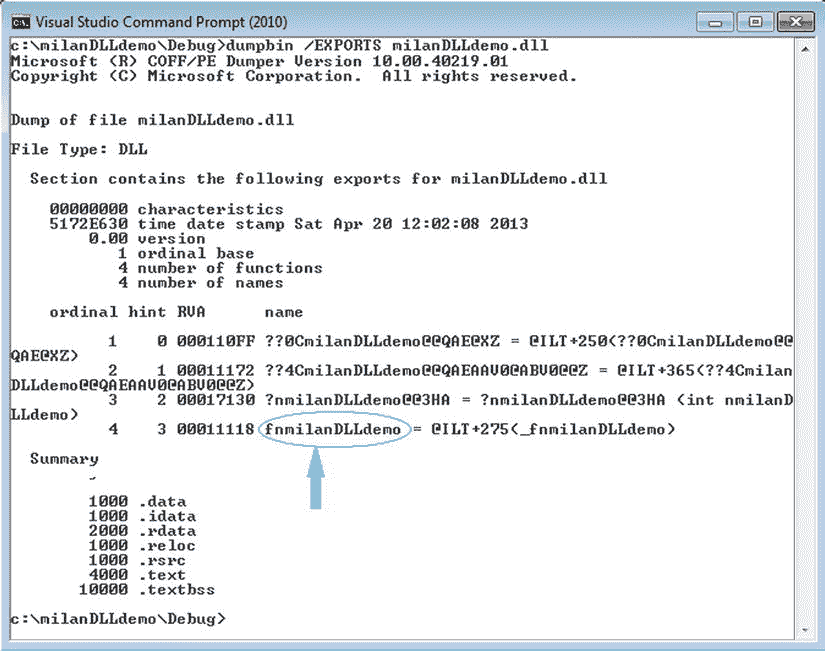 Visual Studio Command Prompt (2010)
c:\milanDLLdemo\Debug>dumpbin /EXPORTS milanDLLdemo.dll
Microsoft (R) COFF/PE Dumper Version 10.00.40219.01
Copyright (C) Microsoft Corporation.  All rights reserved.
Dump of file milanDLLdemo.dll
File Type: DLL
Section contains the following exports for milanDLLdemo.dll
00000000 characteristics
5172E630 time date stamp Sat Apr 20 12:02:08 2013
0.00 version
1 ordinal base
4 number of functions
4 number of names
ordinal hint RVA      name
1    0 000110FF ??0CmilanDLLdemo@@QAE@XZ = @ILT+250(??0CmilanDLLdemo@@
QAE@XZ)
2    1 00011172 ??4CmilanDLLdemo@@QAEAAV0@ABV0@@Z = @ILT+365(??4Cmilan
DLLdemo@@QAEAAV0@ABV0@@Z)
3    2 00017130 ?nmilanDLLdemo@@3HA = ?nmilanDLLdemo@@3HA (int nmilanD
LLdemo)
4    3 00011118 fnmilanDLLdemo = @ILT+275(_fnmilanDLLdemo)
Summary
1000 .data
1000 .idata
2000 .rdata
1000 .reloc
1000 .rsrc
4000 .text
10000 .textbss
c:\milanDLLdemo\Debug>